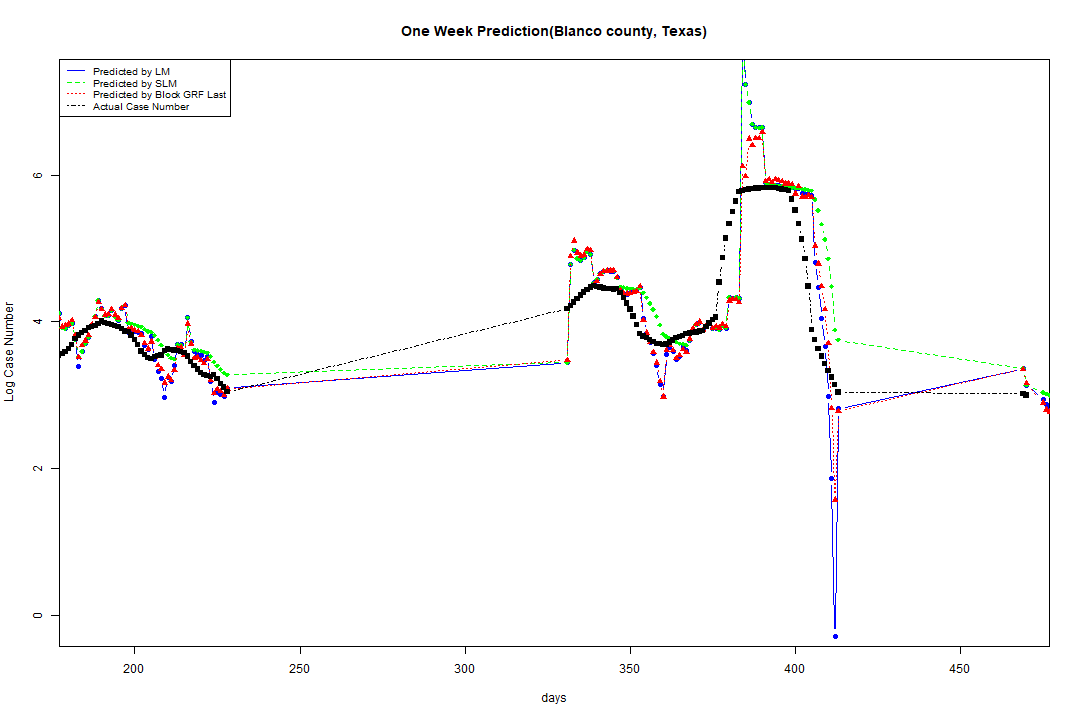 One Week Prediction(Blanco county, Texas)
Predicted by LM
Predicted by SLM
Predicted by Block GRF Last
Actual Case Number
Log Case Number
6
4
2
0
200 250 300 350 400 450
days